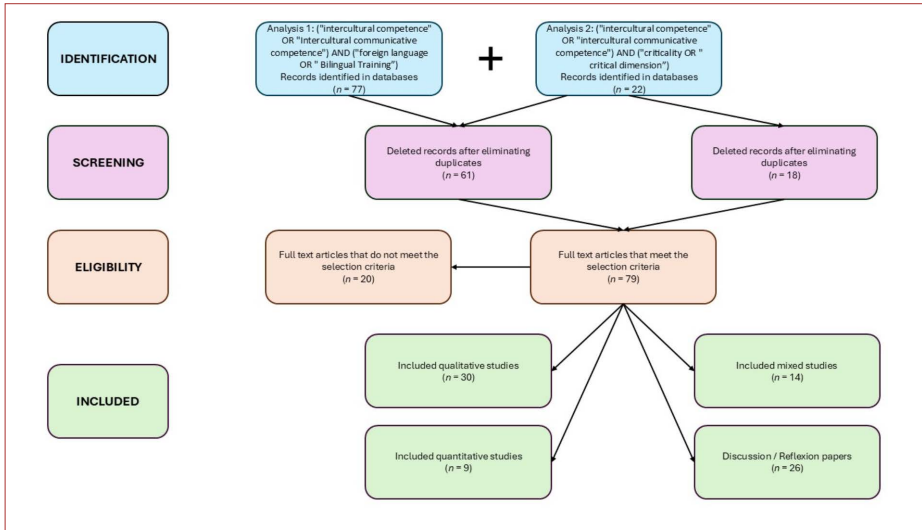 IDENTIFICATION
Analysis 1: ("intercultural competence"
OR "Intercultural communicative
competence") AND ("foreign language
OR " Bilingual Training")
Records identified in databases
(n = 77)
+
Analysis 2: ("intercultural competence"
OR "Intercultural communicative
competence") AND ("criticality OR "
critical dimension")
Records identified in databases
(n = 22)
SCREENING
Deleted records after eliminating
duplicates
(n = 61)
Deleted records after eliminating
duplicates
(n = 18)
ELIGIBILITY
Full text articles that do not meet the
selection criteria
(n = 20)
Full text articles that meet the
selection criteria
(n = 79)
INCLUDED
Included qualitative studies
(n = 30)
Included mixed studies
(n = 14)
Included quantitative studies
(n = 9)
Discussion / Reflexion papers
(n = 26)